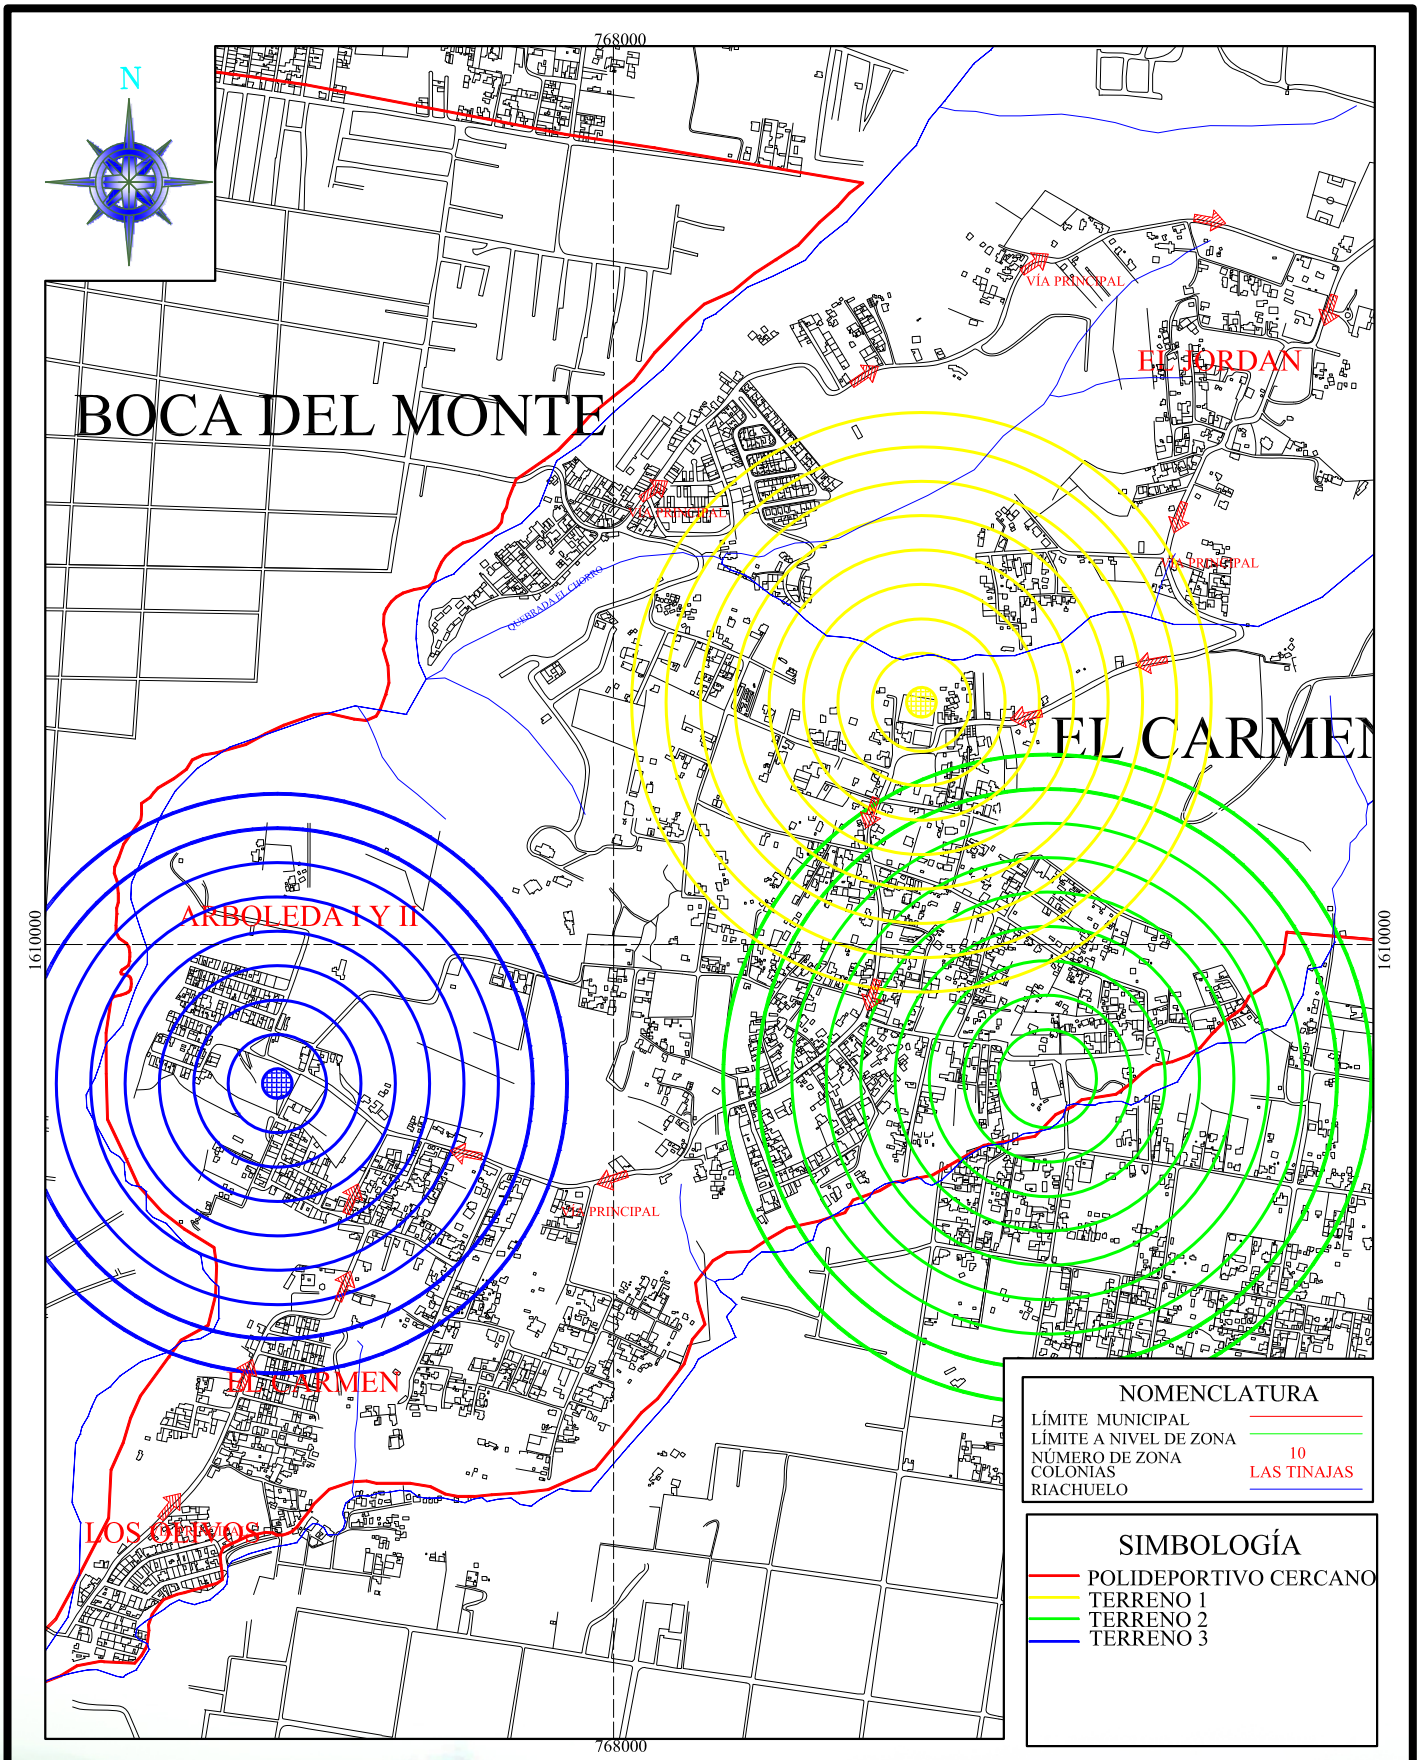 768000
N
VÍA PRINCIPAL
EL JORDAN
BOCA DEL MONTE
VÍA PRINCIPAL
VÍA PRINCIPAL
QUEBRADA EL CHORRO
EL CARMEN
ARBOLEDA I Y II
1610000
1610000
VÍA PRINCIPAL
EL CARMEN
LOS OLIVOS
VÍA PRINCIPAL
NOMENCLATURA
LÍMITE MUNICIPAL
LÍMITE A NIVEL DE ZONA
NÚMERO DE ZONA 10
COLONIAS LAS TINAJAS
RIACHUELO
SIMBOLOGÍA
POLIDEPORTIVO CERCANO
TERRENO 1
TERRENO 2
TERRENO 3
768000